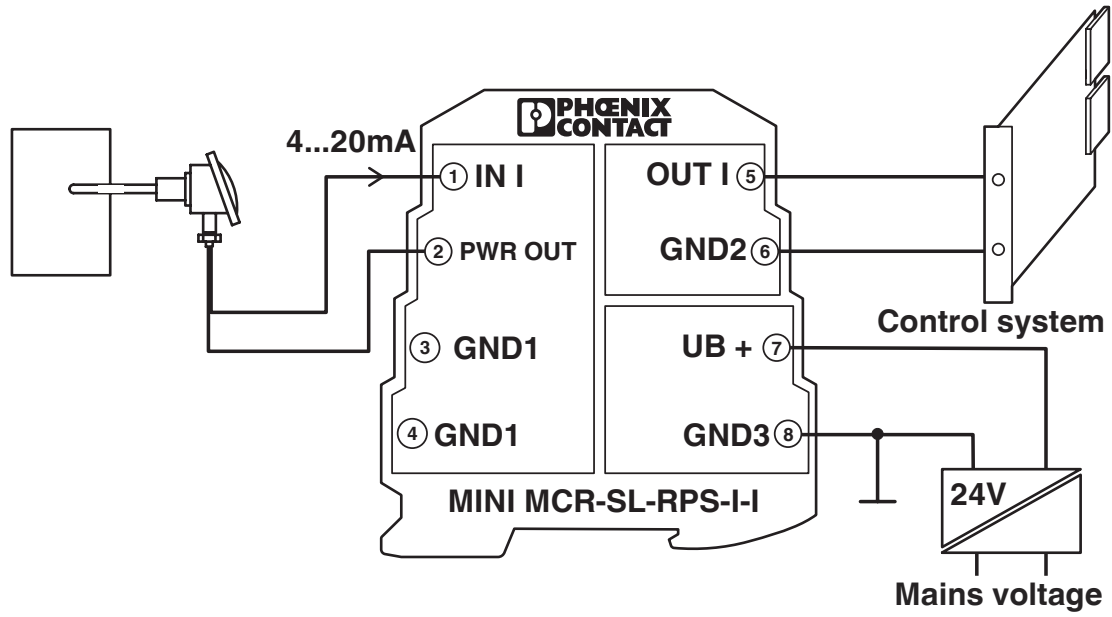 PHŒNIX
CONTACT
4...20mA
1 IN I
OUT I 5
2 PWR OUT
GND2 6
Control system
3 GND1
UB + 7
4 GND1
GND3 8
24V
MINI MCR-SL-RPS-I-I
Mains voltage